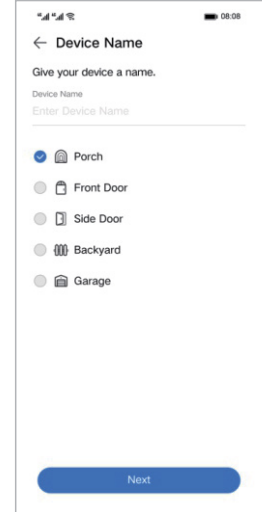 08:08
Device Name
Give your device a name.
Device Name
Enter Device Name
Porch
Front Door
Side Door
Backyard
Garage
Next